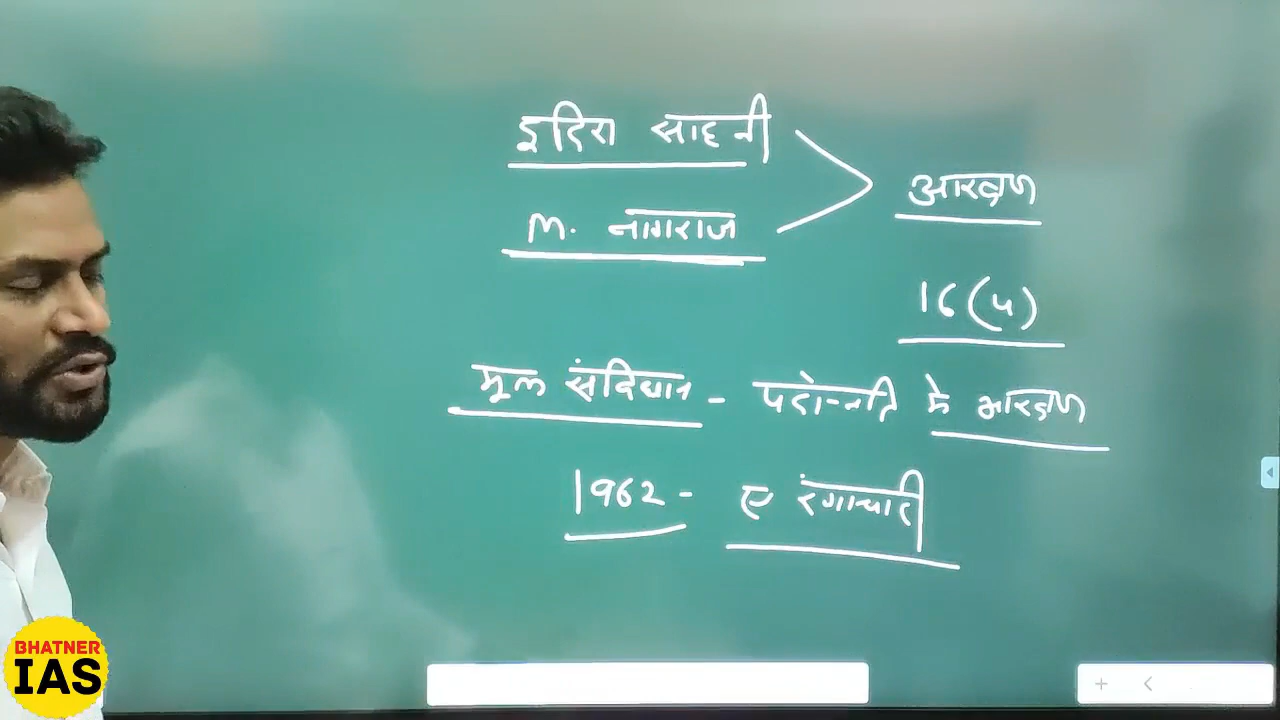 इंदिरा साहनी
M. नागराज
आरक्षण
16(4)
मूल संविधान - पदोन्नति मे आरक्षण
1962 - ए रंगाचारी
BHATNER
IAS